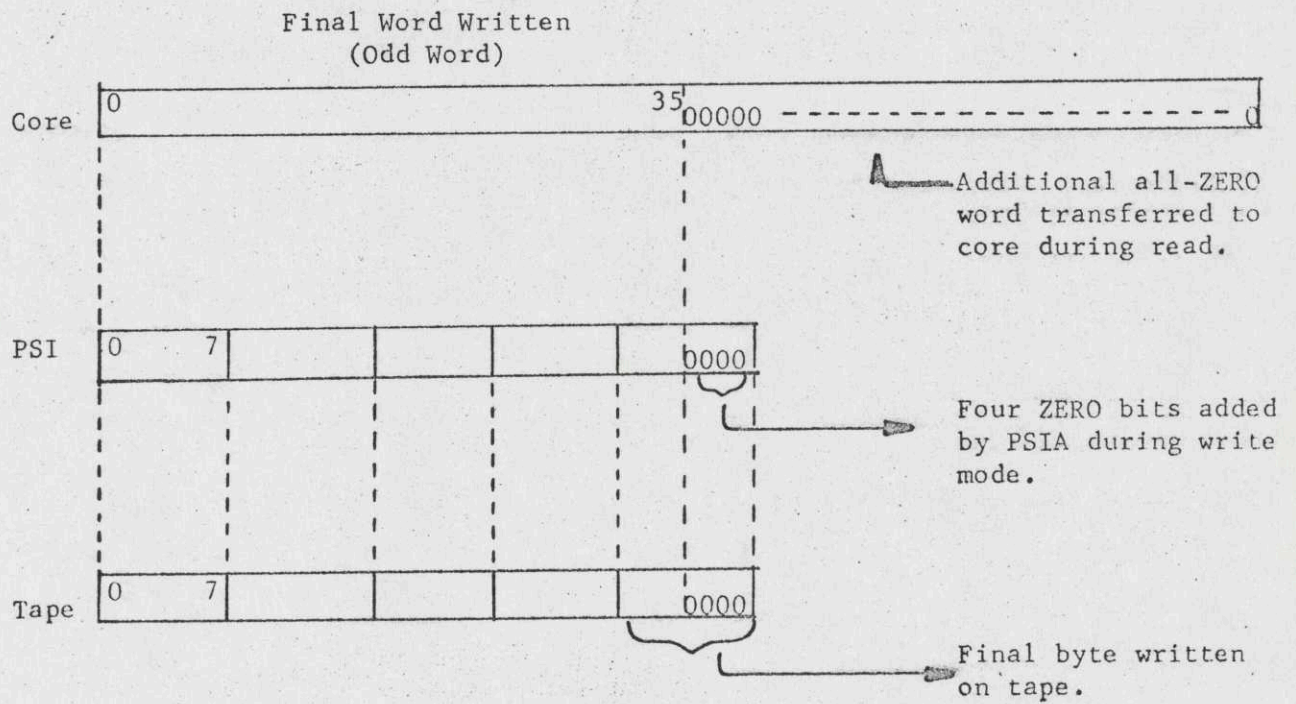 Final Word Written
(Odd Word)
Core 0 35 00000 ---------------------- 0
Additional all-ZERO
word transferred to
core during read.
PSI 0 7 0000
Four ZERO bits added
by PSIA during write
mode.
Tape 0 7 0000
Final byte written
on tape.